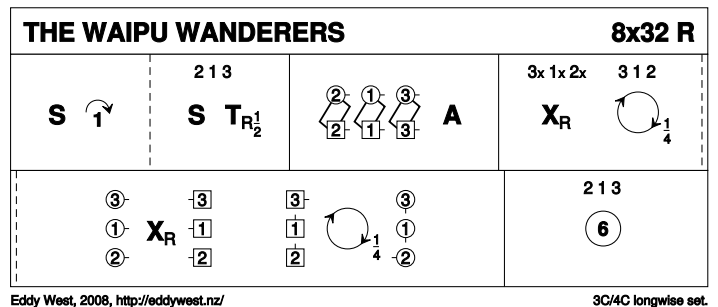 THE WAIPU WANDERERS 8x32 R
2 1 3 3x 1x 2x 3 1 2
S 1 S T R 1/2 2 1 3 A X R 1/4
2 1 3
3 3 3 3 2 1 3
1 X R 1 1 1/4 1 6
2 2 2 2
Eddy West, 2008, http://eddywest.nz/ 3C/4C longwise set.